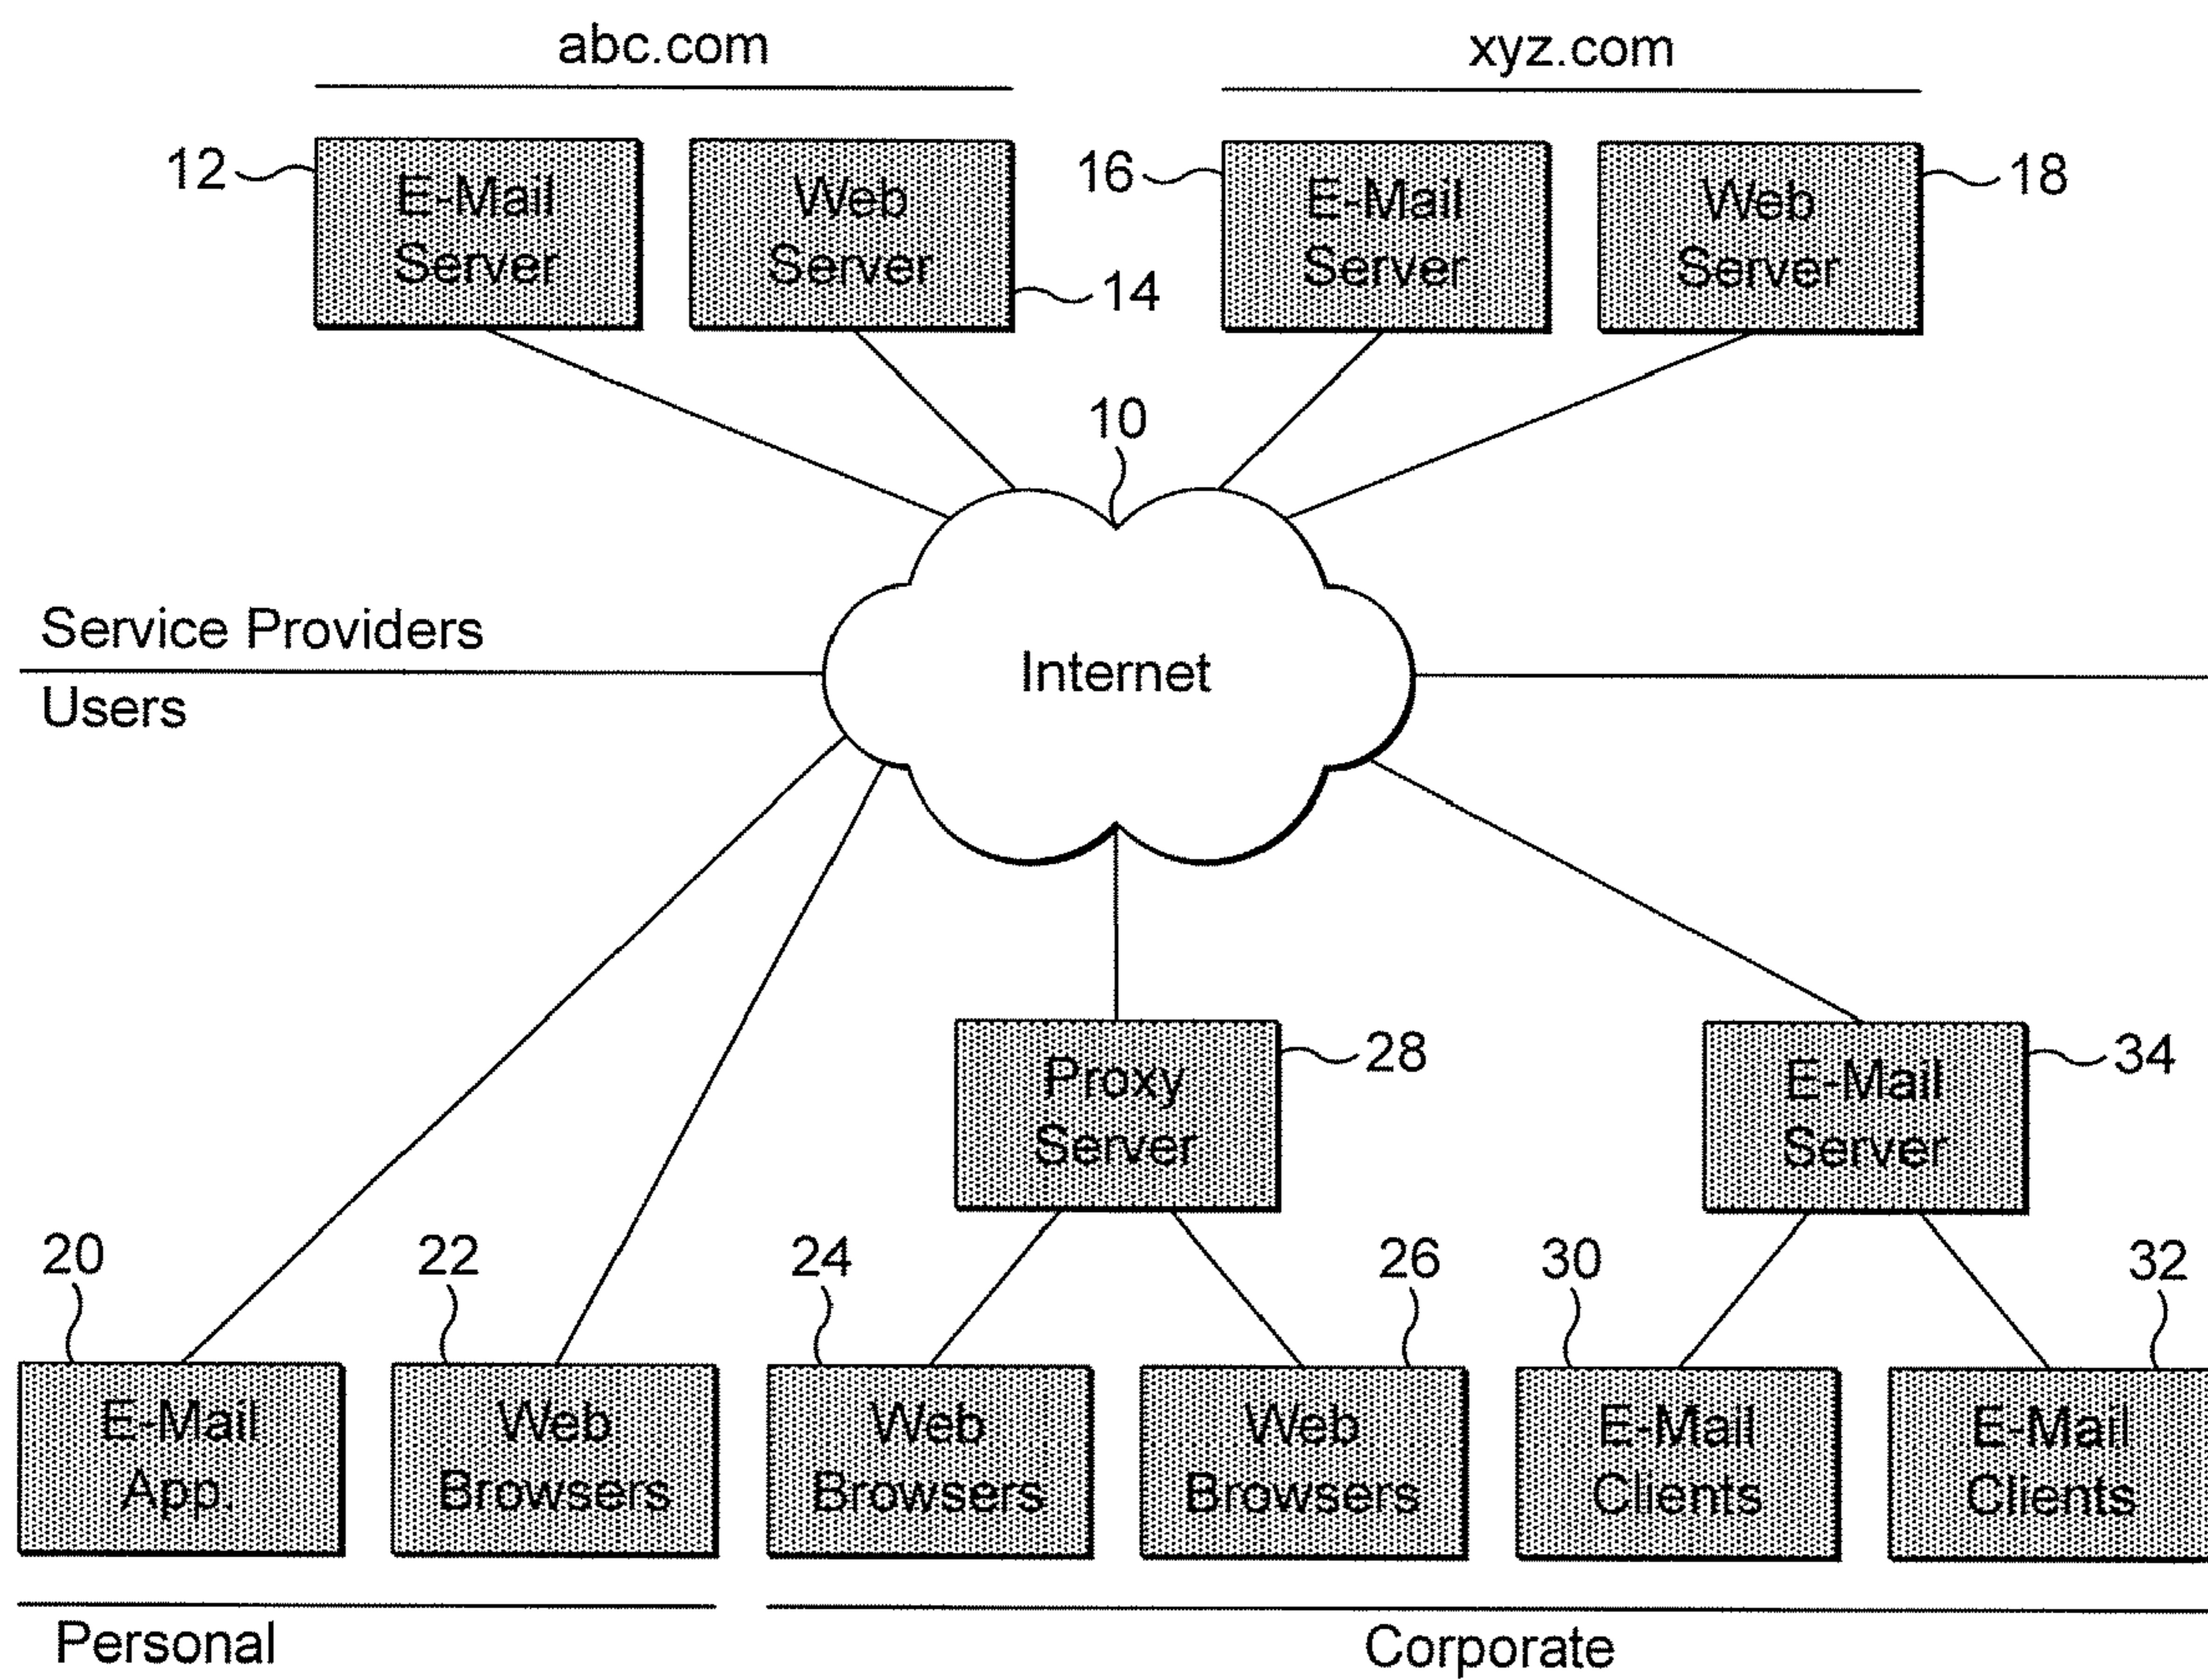 abc.com
xyz.com
12
E-Mail
Server
Web
Server
14
16
E-Mail
Server
Web
Server
18
10
Service Providers
Internet
Users
Proxy
Server
28
E-Mail
Server
34
20
22
24
26
30
32
E-Mail
App.
Web
Browsers
Web
Browsers
Web
Browsers
E-Mail
Clients
E-Mail
Clients
Personal
Corporate